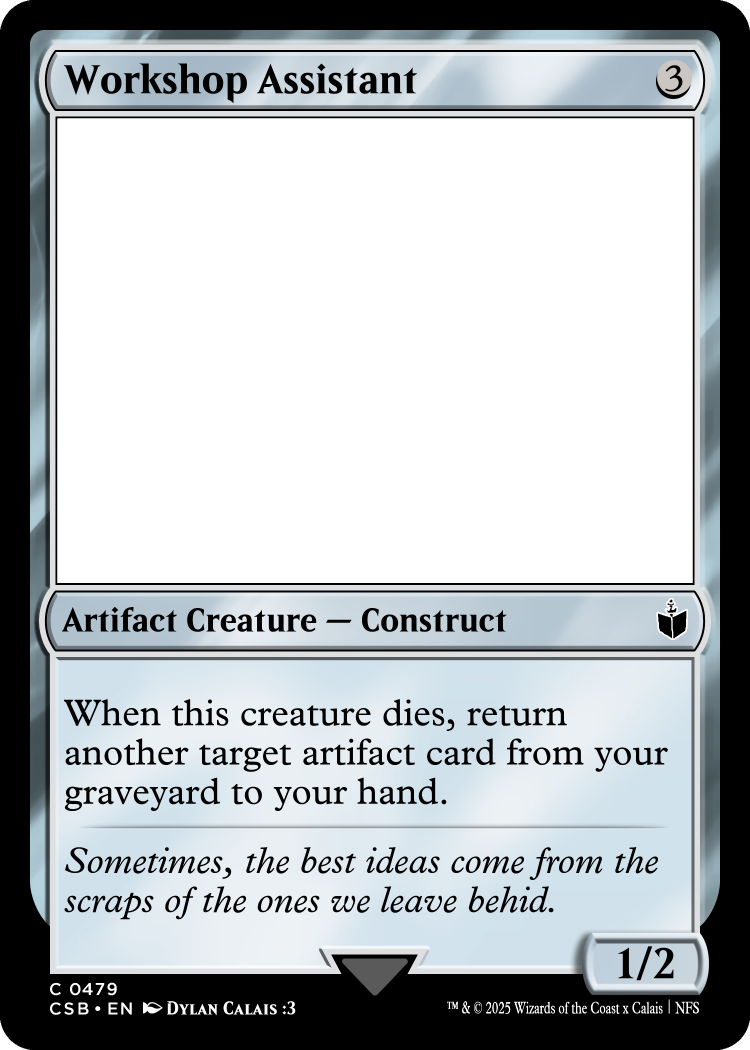 Workshop Assistant 3
Artifact Creature — Construct
When this creature dies, return
another target artifact card from your
graveyard to your hand.
Sometimes, the best ideas come from the
scraps of the ones we leave behid.
1/2
C 0479
CSB • EN Dylan Calais :3
™ & © 2025 Wizards of the Coast x Calais | NFS